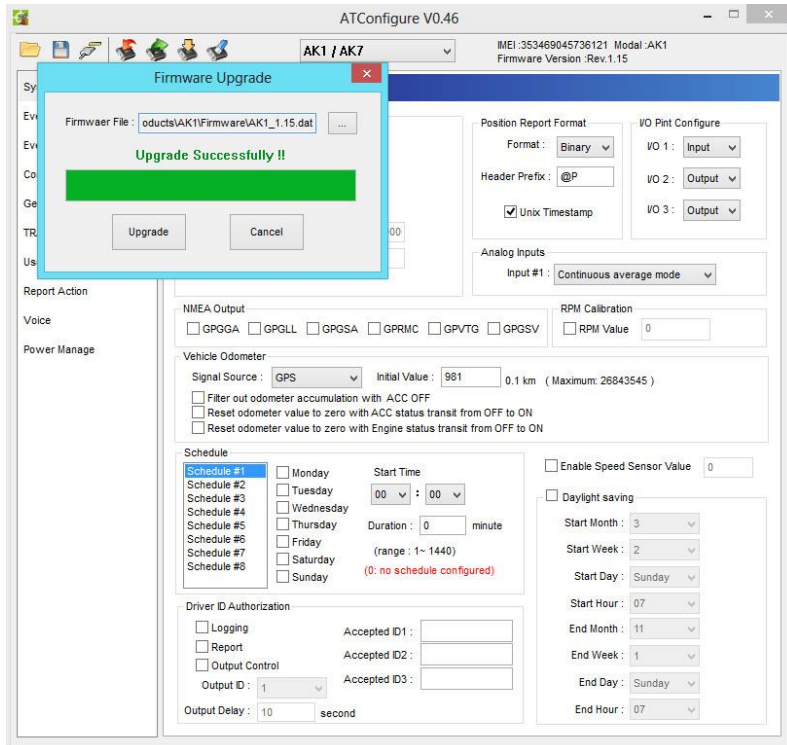 ATConfigure V0.46
AK1 / AK7
IMEI :353469045736121 Modal :AK1
Firmware Version :Rev.1.15
Firmware Upgrade
Firmwaer File : oducts\AK1\Firmware\AK1_1.15.dat ...
Upgrade Successfully !!
Upgrade Cancel
Sy
Eve
Eve
Co
Ge
TR
Us
Report Action
Voice
Power Manage
00
Position Report Format
Format : Binary
Header Prefix : @P
Unix Timestamp
I/O Pint Configure
I/O 1 : Input
I/O 2 : Output
I/O 3 : Output
Analog Inputs
Input #1 : Continuous average mode
NMEA Output
GPGGA GPGLL GPGSA GPRMC GPVTG GPGSV
RPM Calibration
RPM Value 0
Vehicle Odometer
Signal Source : GPS Initial Value : 981 0.1 km ( Maximum: 26843545 )
Filter out odometer accumulation with ACC OFF
Reset odometer value to zero with ACC status transit from OFF to ON
Reset odometer value to zero with Engine status transit from OFF to ON
Schedule
Schedule #1
Schedule #2
Schedule #3
Schedule #4
Schedule #5
Schedule #6
Schedule #7
Schedule #8
Monday
Tuesday
Wednesday
Thursday
Friday
Saturday
Sunday
Start Time
00 : 00
Duration : 0 minute
(range : 1~ 1440)
(0: no schedule configured)
Enable Speed Sensor Value 0
Daylight saving
Start Month : 3
Start Week : 2
Start Day : Sunday
Start Hour : 07
End Month : 11
End Week : 1
End Day : Sunday
End Hour : 07
Driver ID Authorization
Logging
Report
Output Control
Output ID : 1
Output Delay : 10 second
Accepted ID1 :
Accepted ID2 :
Accepted ID3 :